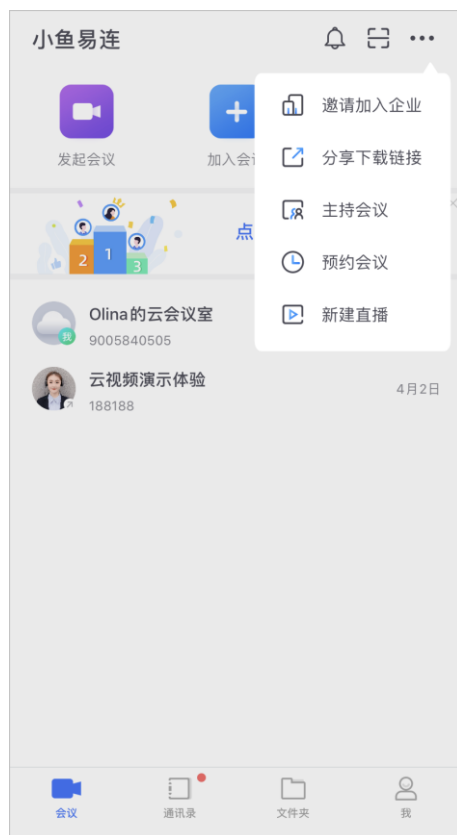 小鱼易连
邀请加入企业
分享下载链接
主持会议
预约会议
新建直播
发起会议
加入会
点
2 1 3
Olina的云会议室
我
9005840505
云视频演示体验
188188
4月2日
会议
通讯录
文件夹
我